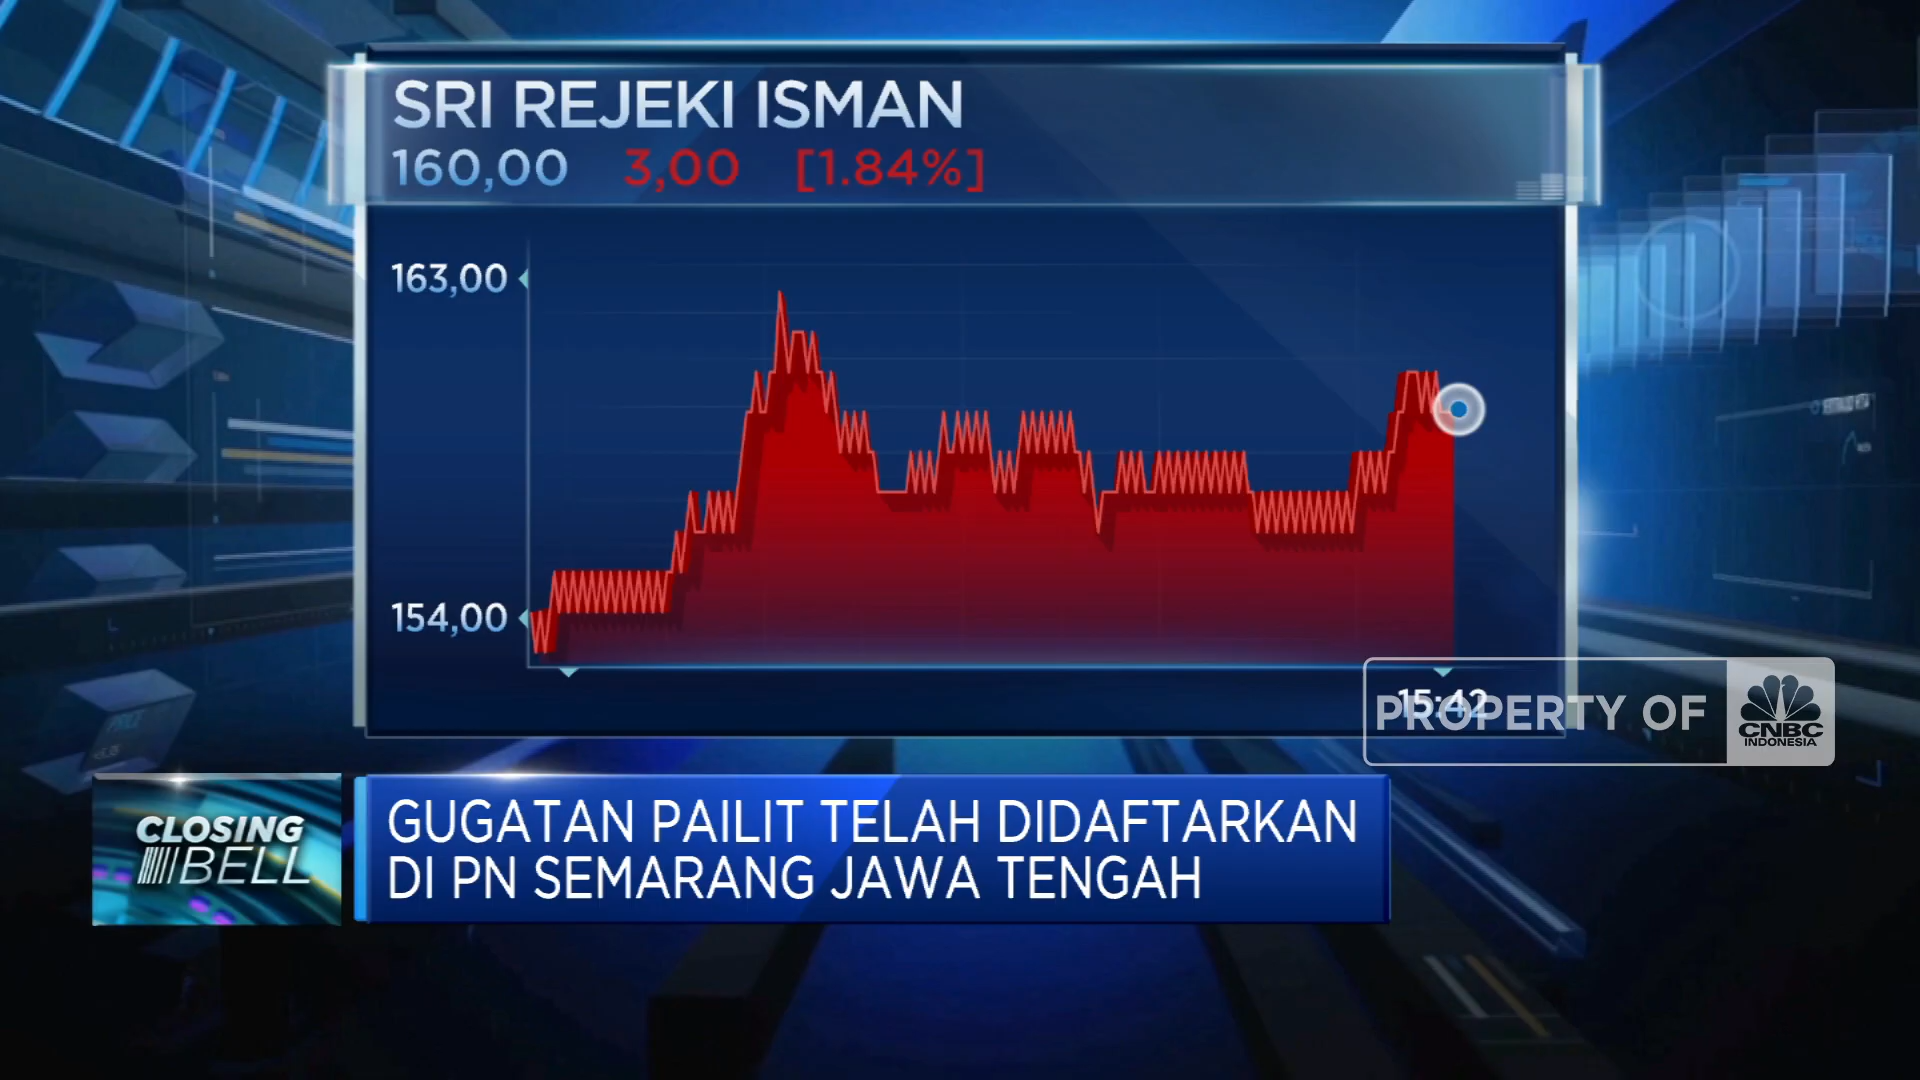 SRI REJEKI ISMAN
160,00 3,00 [1.84%]
163,00
154,00
15:42
PROPERTY OF
CNBC
INDONESIA
PRICE
CLOSING
BELL
GUGATAN PAILIT TELAH DIDAFTARKAN
DI PN SEMARANG JAWA TENGAH